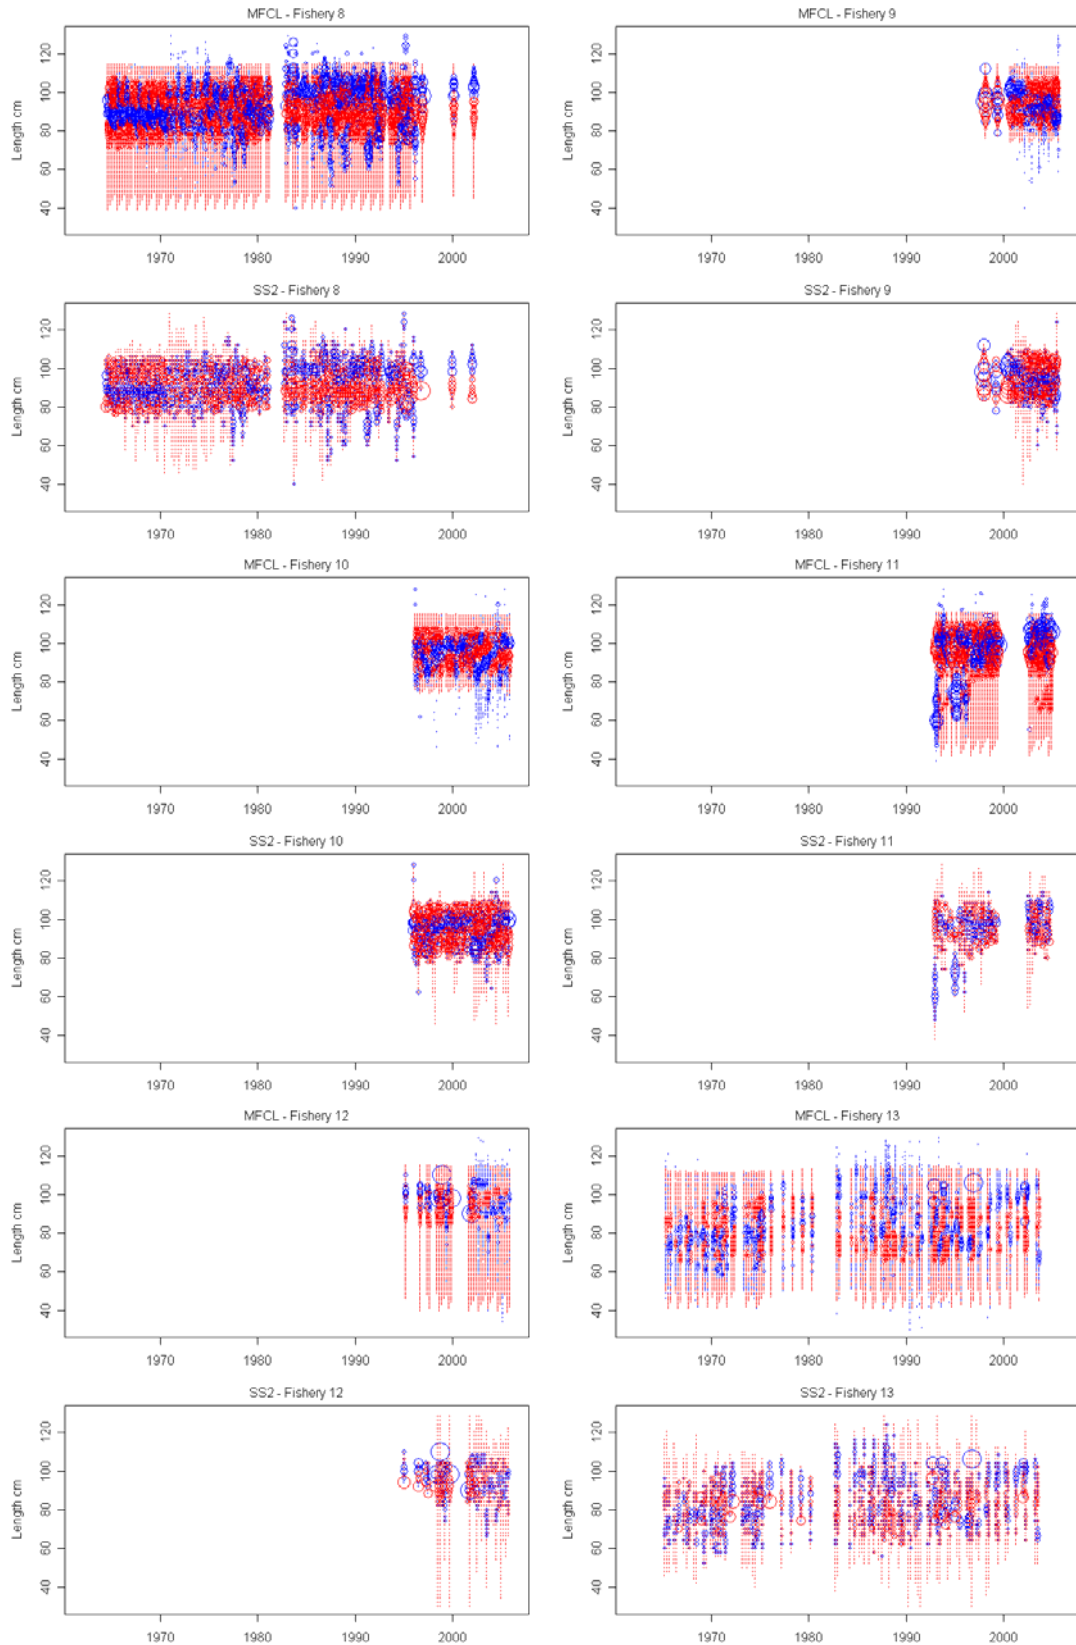 MFCL - Fishery 8
MFCL - Fishery 9
Length cm
40 60 80 100 120
1970 1980 1990 2000
Length cm
40 60 80 100 120
1970 1980 1990 2000
SS2 - Fishery 8
SS2 - Fishery 9
Length cm
40 60 80 100 120
1970 1980 1990 2000
Length cm
40 60 80 100 120
1970 1980 1990 2000
MFCL - Fishery 10
MFCL - Fishery 11
Length cm
40 60 80 100 120
1970 1980 1990 2000
Length cm
40 60 80 100 120
1970 1980 1990 2000
SS2 - Fishery 10
SS2 - Fishery 11
Length cm
40 60 80 100 120
1970 1980 1990 2000
Length cm
40 60 80 100 120
1970 1980 1990 2000
MFCL - Fishery 12
MFCL - Fishery 13
Length cm
40 60 80 100 120
1970 1980 1990 2000
Length cm
40 60 80 100 120
1970 1980 1990 2000
SS2 - Fishery 12
SS2 - Fishery 13
Length cm
40 60 80 100 120
1970 1980 1990 2000
Length cm
40 60 80 100 120
1970 1980 1990 2000